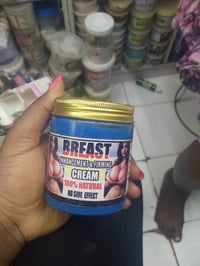 BREAST
ENHANCEMENT & FIRMING
CREAM
100% NATURAL
NO SIDE EFFECT